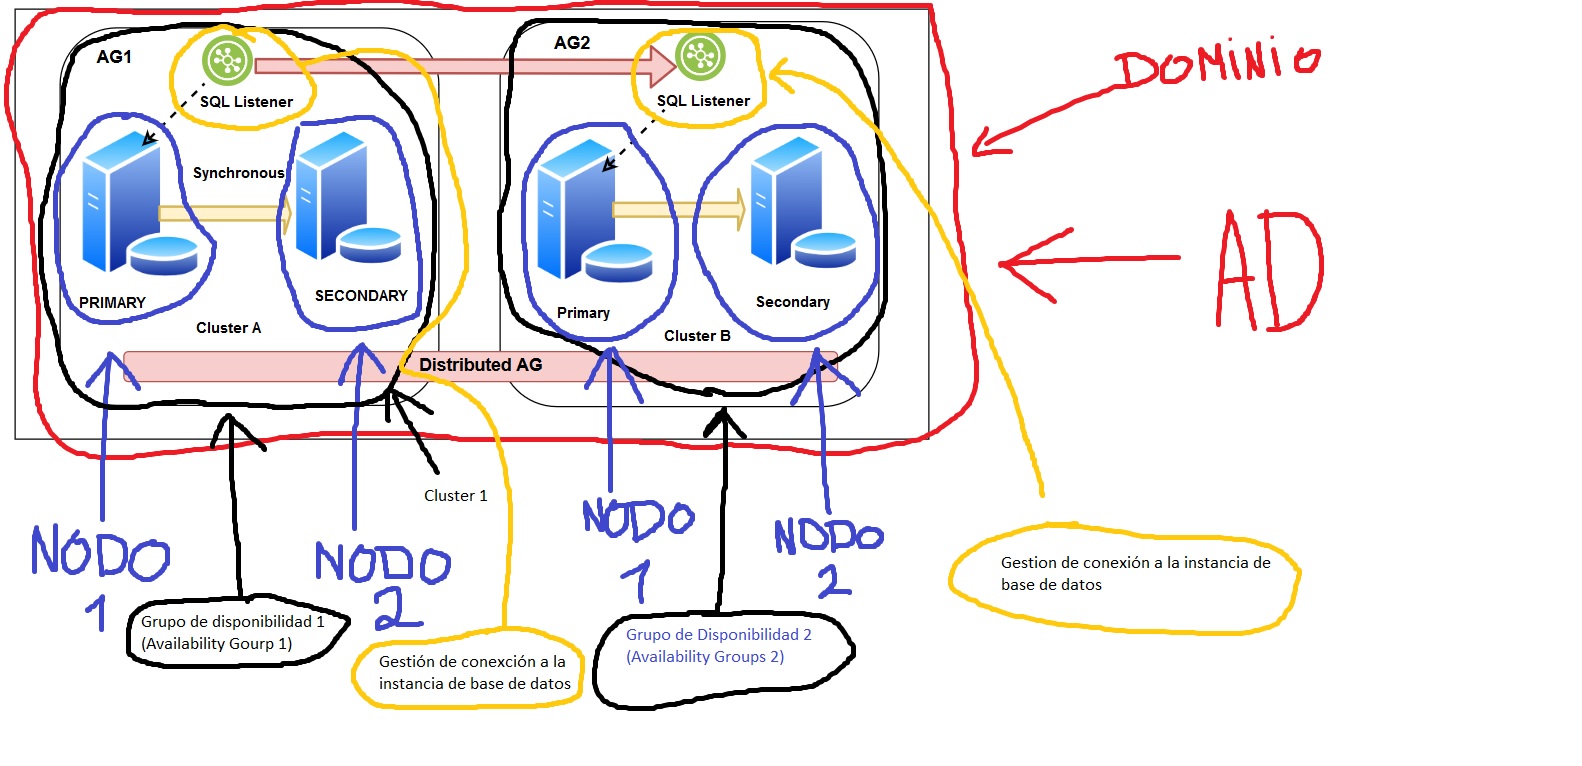 AG1
AG2
DOMINIO
SQL Listener
SQL Listener
Synchronous
AD
PRIMARY
SECONDARY
Primary
Secondary
Cluster A
Cluster B
Distributed AG
Cluster 1
NODO
1
NODO
2
NODO
1
NODO
2
Grupo de disponibilidad 1
(Availability Gourp 1)
Gestión de conexción a la
instancia de base de datos
Grupo de Disponibilidad 2
(Availability Groups 2)
Gestion de conexión a la instancia de
base de datos